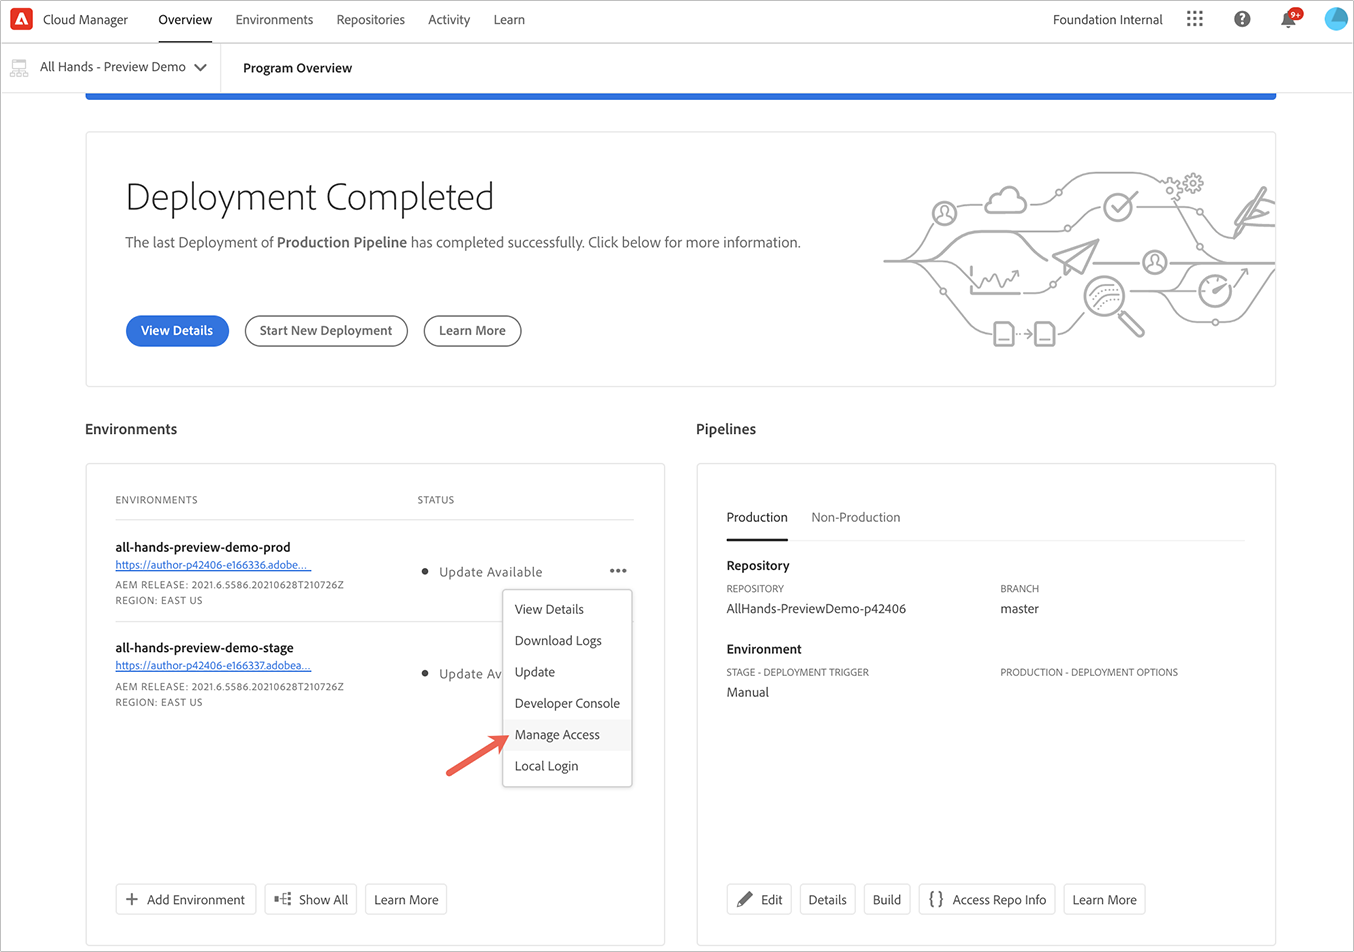 Cloud Manager Overview Environments Repositories Activity Learn Foundation Internal 9+
All Hands - Preview Demo Program Overview
Deployment Completed
The last Deployment of Production Pipeline has completed successfully. Click below for more information.
View Details Start New Deployment Learn More
Environments
ENVIRONMENTS STATUS
all-hands-preview-demo-prod
https://author-p42406-e166336.adobe...
AEM RELEASE: 2021.6.5586.20210628T210726Z
REGION: EAST US
Update Available
all-hands-preview-demo-stage
https://author-p42406-e166337.adobea...
AEM RELEASE: 2021.6.5586.20210628T210726Z
REGION: EAST US
Update Av
View Details
Download Logs
Update
Developer Console
Manage Access
Local Login
Add Environment Show All Learn More
Pipelines
Production Non-Production
Repository
REPOSITORY BRANCH
AllHands-PreviewDemo-p42406 master
Environment
STAGE - DEPLOYMENT TRIGGER PRODUCTION - DEPLOYMENT OPTIONS
Manual
Edit Details Build Access Repo Info Learn More